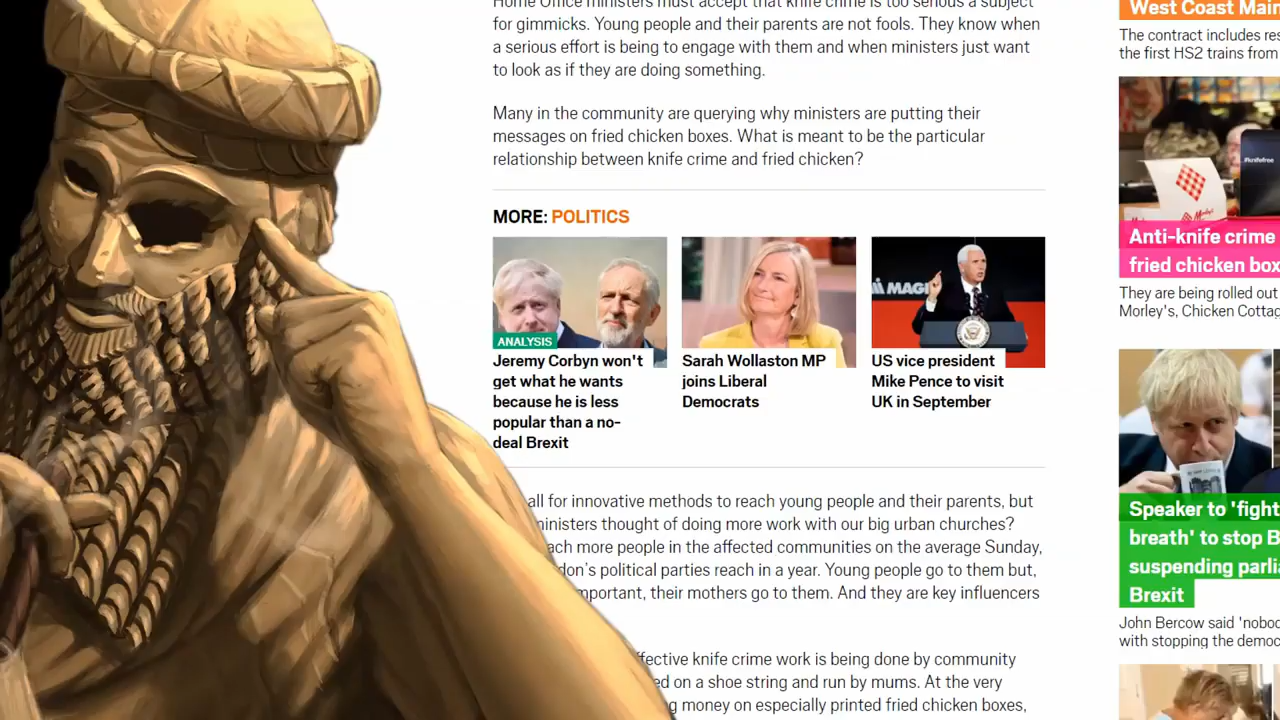 Home Office ministers must accept that knife crime is too serious a subject
for gimmicks. Young people and their parents are not fools. They know when
a serious effort is being to engage with them and when ministers just want
to look as if they are doing something.
Many in the community are querying why ministers are putting their
messages on fried chicken boxes. What is meant to be the particular
relationship between knife crime and fried chicken?
MORE: POLITICS
MAG
ANALYSIS
Jeremy Corbyn won't
get what he wants
because he is less
popular than a no-
deal Brexit
Sarah Wollaston MP
joins Liberal
Democrats
US vice president
Mike Pence to visit
UK in September
all for innovative methods to reach young people and their parents, but
ministers thought of doing more work with our big urban churches?
ach more people in the affected communities on the average Sunday,
don's political parties reach in a year. Young people go to them but,
mportant, their mothers go to them. And they are key influencers
ffective knife crime work is being done by community
ed on a shoe string and run by mums. At the very
g money on especially printed fried chicken boxes,
West Coast Main
The contract includes res
the first HS2 trains from
#knifefree
Morley's
Anti-knife crime
fried chicken box
They are being rolled out
Morley's, Chicken Cottag
Speaker to 'fight
breath' to stop B
suspending parlia
Brexit
John Bercow said 'nobod
with stopping the democ